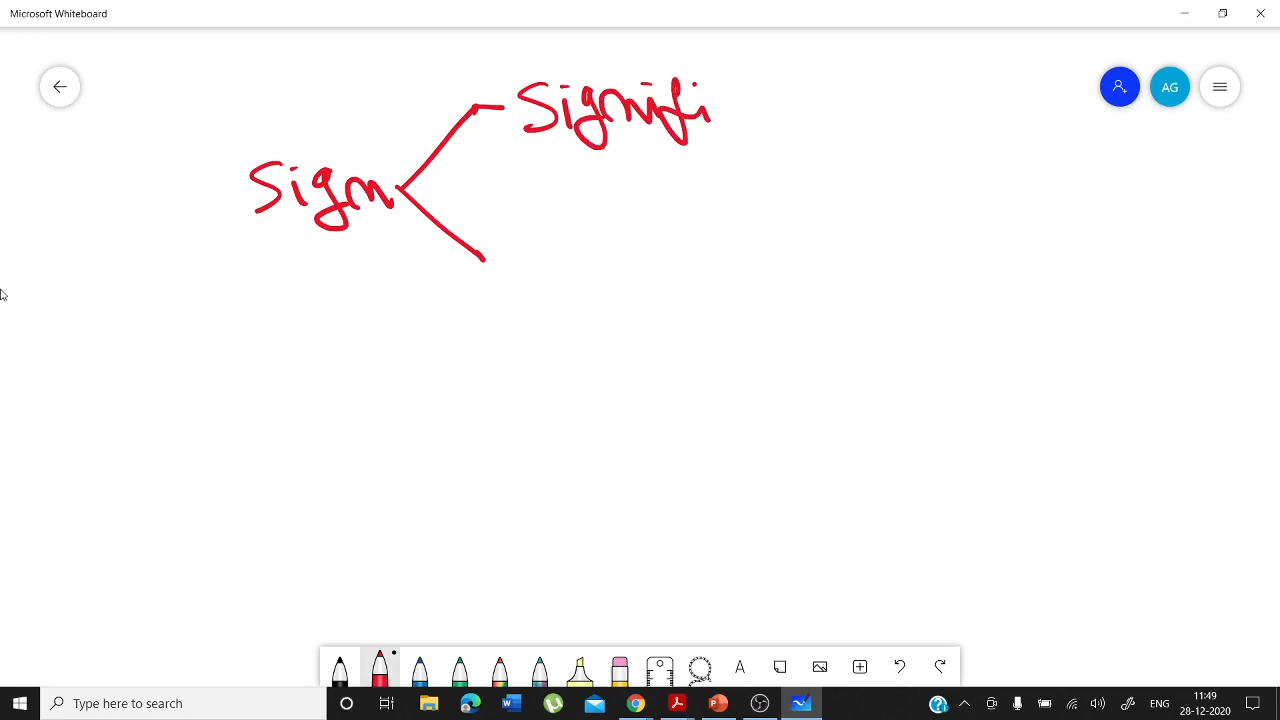 Microsoft Whiteboard
Signifi
AG
Sign
A
Type here to search
ENG
11:49
28-12-2020